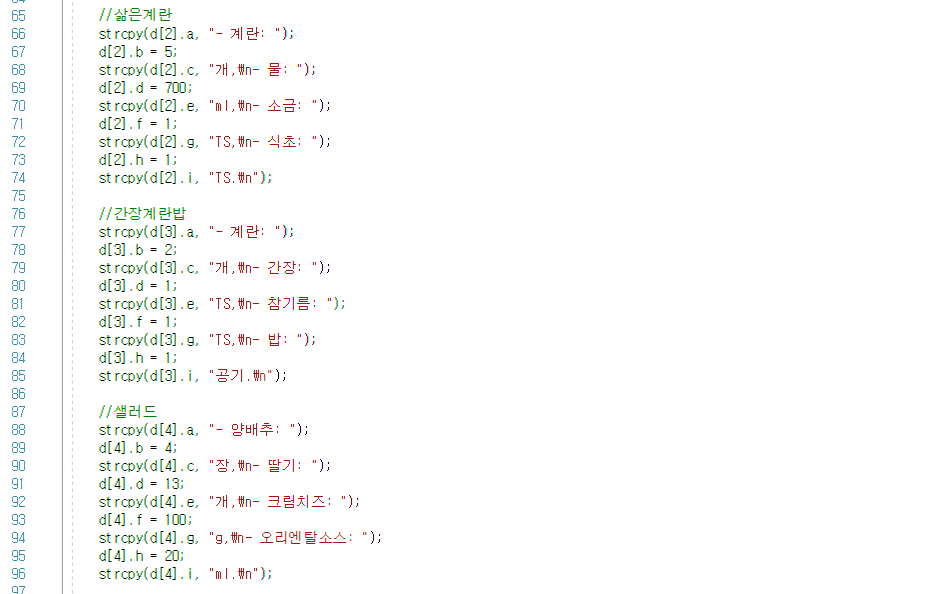 65 //삶은계란
66 strcpy(d[2].a, "- 계란: ");
67 d[2].b = 5;
68 strcpy(d[2].c, "개,₩n- 물: ");
69 d[2].d = 700;
70 strcpy(d[2].e, "ml,₩n- 소금: ");
71 d[2].f = 1;
72 strcpy(d[2].g, "TS,₩n- 식초: ");
73 d[2].h = 1;
74 strcpy(d[2].i, "TS.₩n");
75
76 //간장계란밥
77 strcpy(d[3].a, "- 계란: ");
78 d[3].b = 2;
79 strcpy(d[3].c, "개,₩n- 간장: ");
80 d[3].d = 1;
81 strcpy(d[3].e, "TS,₩n- 참기름: ");
82 d[3].f = 1;
83 strcpy(d[3].g, "TS,₩n- 밥: ");
84 d[3].h = 1;
85 strcpy(d[3].i, "공기.₩n");
86
87 //샐러드
88 strcpy(d[4].a, "- 양배추: ");
89 d[4].b = 4;
90 strcpy(d[4].c, "장,₩n- 딸기: ");
91 d[4].d = 13;
92 strcpy(d[4].e, "개,₩n- 크림치즈: ");
93 d[4].f = 100;
94 strcpy(d[4].g, "g,₩n- 오리엔탈소스: ");
95 d[4].h = 20;
96 strcpy(d[4].i, "ml.₩n");
97